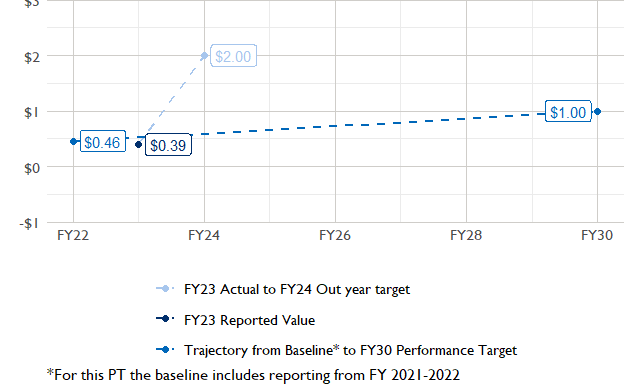 $3
$2
$2.00
$1
$1.00
$0.46
$0.39
$0
-$1
FY22 FY24 FY26 FY28 FY30
FY23 Actual to FY24 Out year target
FY23 Reported Value
Trajectory from Baseline* to FY30 Performance Target
*For this PT the baseline includes reporting from FY 2021-2022